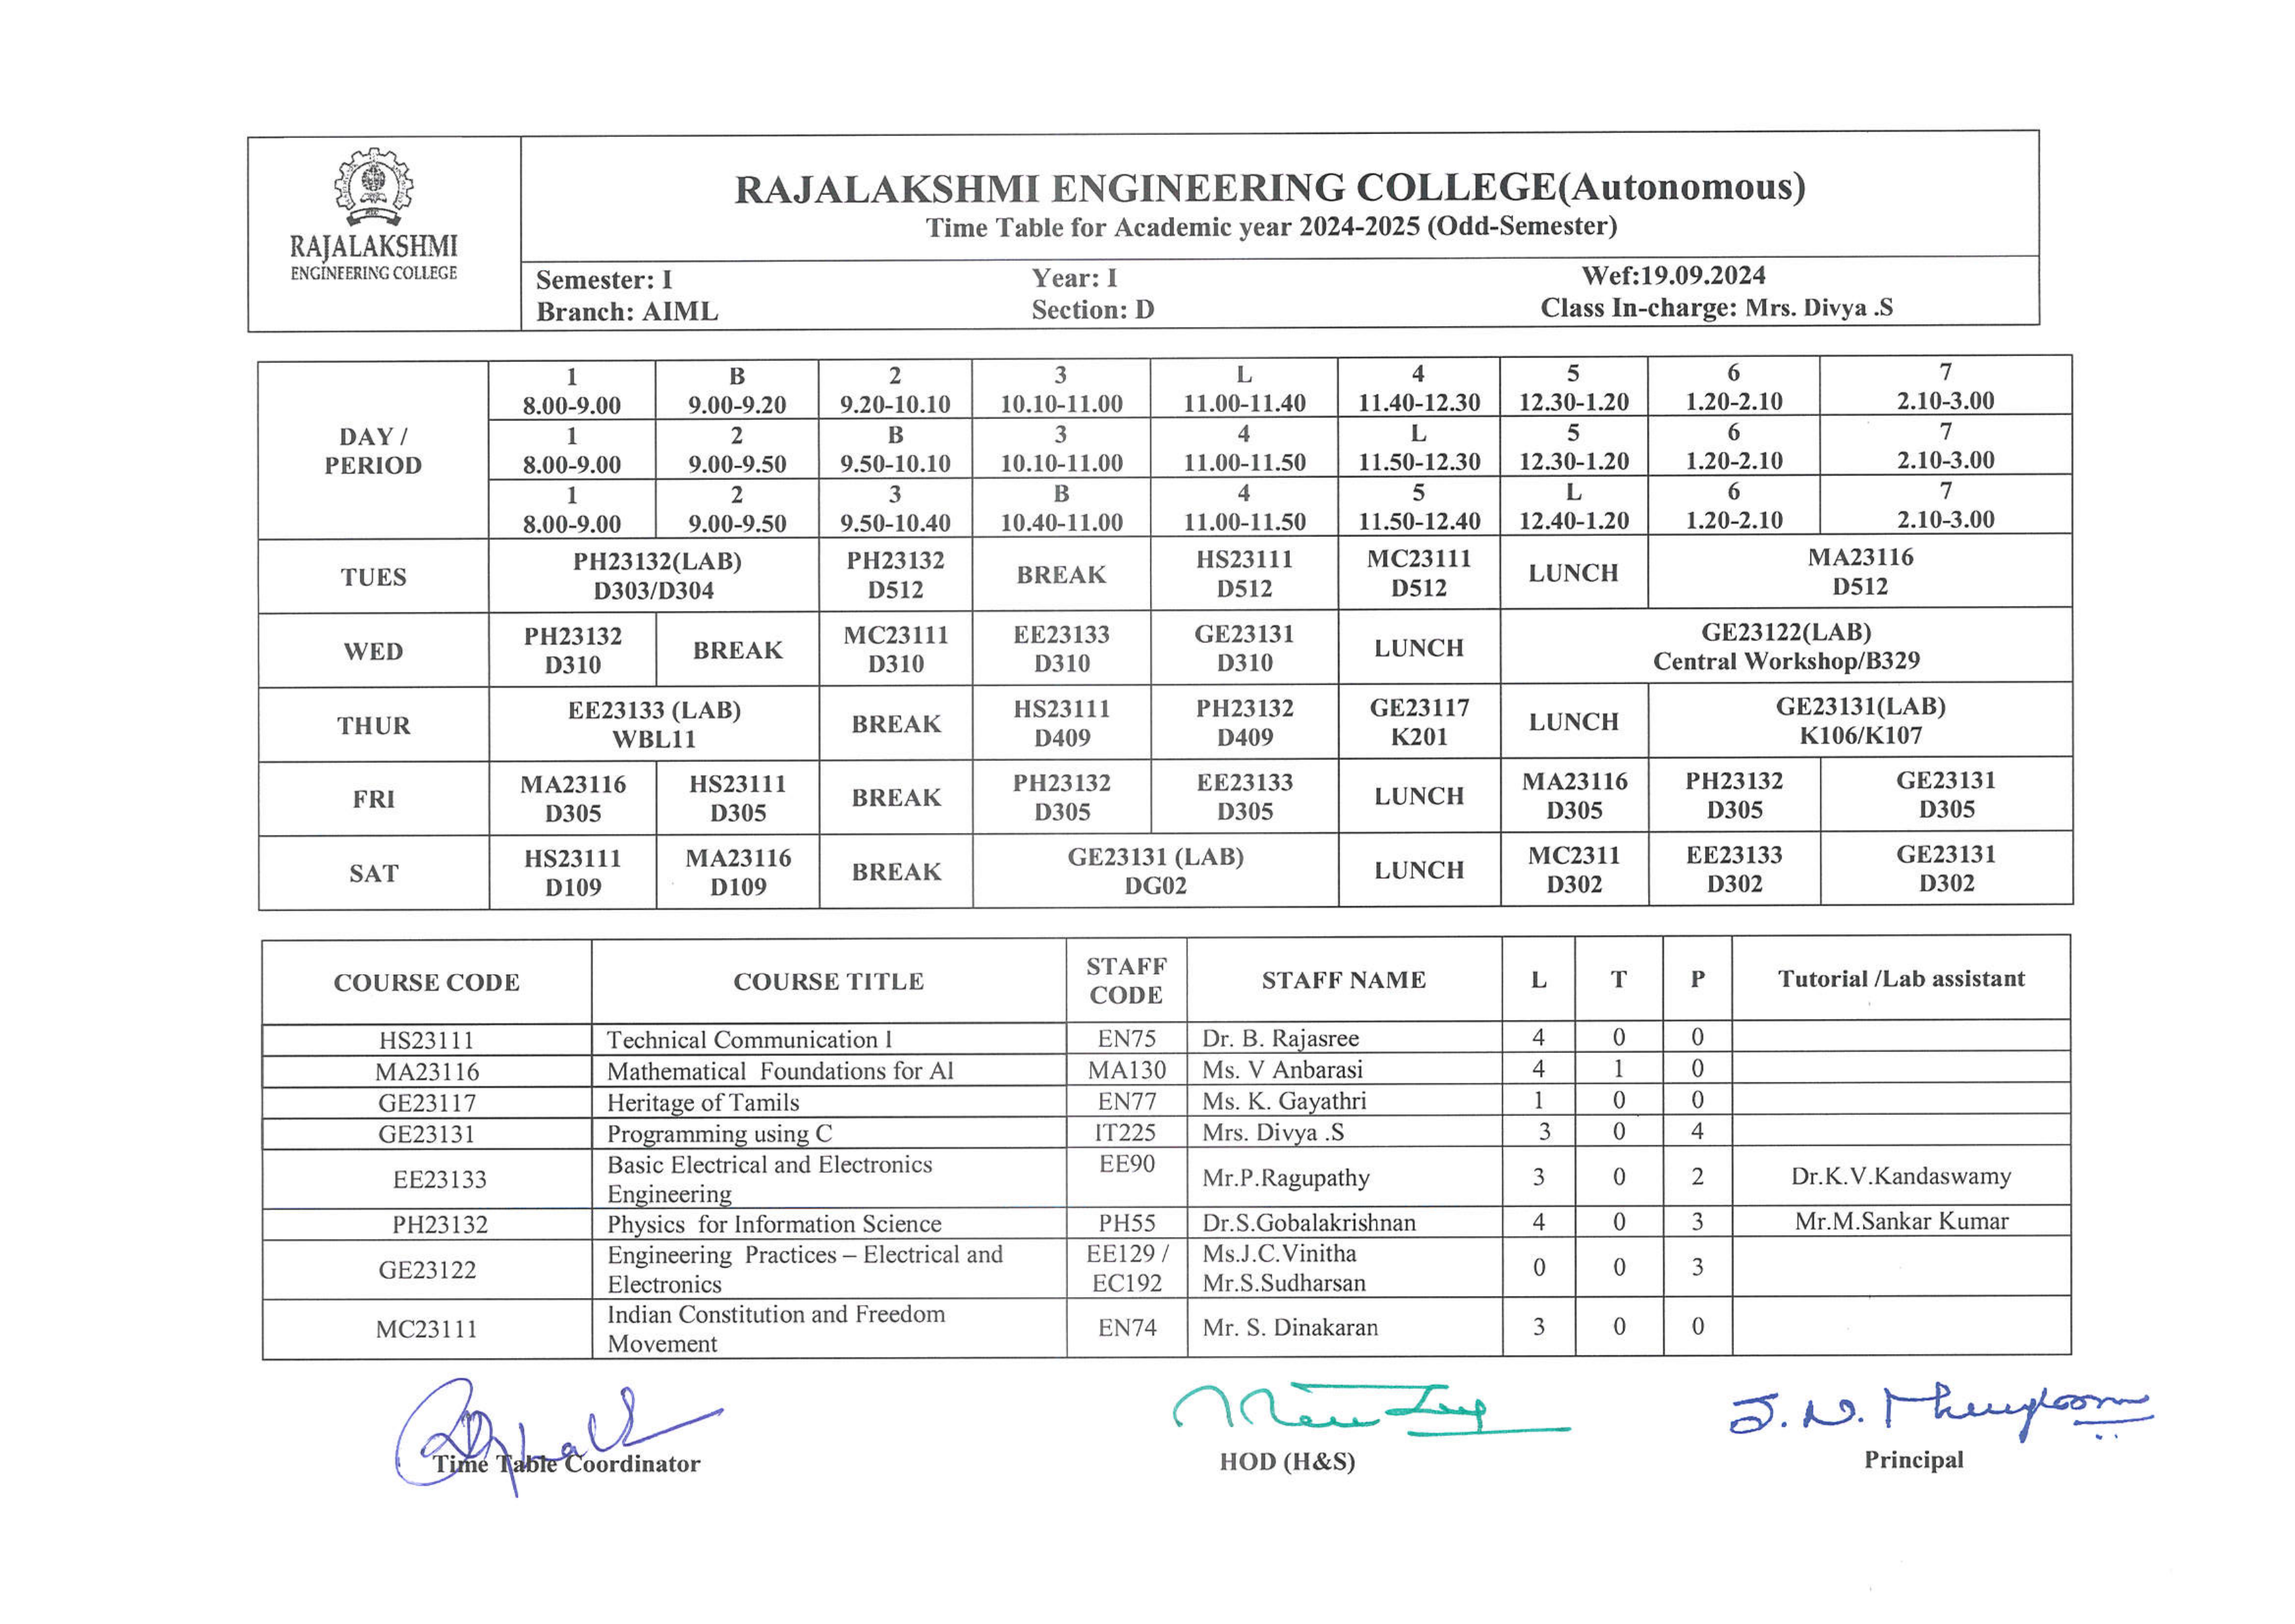 RAJALAKSHMI
ENGINEERING COLLEGE
RAJALAKSHMI ENGINEERING COLLEGE(Autonomous)
Time Table for Academic year 2024-2025 (Odd-Semester)
Semester: I Year: I Wef:19.09.2024
Branch: AIML Section: D Class In-charge: Mrs. Divya .S
DAY / PERIOD
1 B 2 3 L 4 5 6 7
8.00-9.00 9.00-9.20 9.20-10.10 10.10-11.00 11.00-11.40 11.40-12.30 12.30-1.20 1.20-2.10 2.10-3.00
1 2 B 3 4 L 5 6 7
8.00-9.00 9.00-9.50 9.50-10.10 10.10-11.00 11.00-11.50 11.50-12.30 12.30-1.20 1.20-2.10 2.10-3.00
1 2 3 B 4 5 L 6 7
8.00-9.00 9.00-9.50 9.50-10.40 10.40-11.00 11.00-11.50 11.50-12.40 12.40-1.20 1.20-2.10 2.10-3.00
TUES PH23132(LAB) PH23132 BREAK HS23111 MC23111 LUNCH MA23116
D303/D304 D512 D512 D512 D512
WED PH23132 BREAK MC23111 EE23133 GE23131 LUNCH GE23122(LAB)
D310 D310 D310 D310 Central Workshop/B329
THUR EE23133 (LAB) BREAK HS23111 PH23132 GE23117 LUNCH GE23131(LAB)
WBL11 D409 D409 K201 K106/K107
FRI MA23116 HS23111 BREAK PH23132 EE23133 LUNCH MA23116 PH23132 GE23131
D305 D305 D305 D305 D305 D305 D305
SAT HS23111 MA23116 BREAK GE23131 (LAB) LUNCH MC2311 EE23133 GE23131
D109 D109 DG02 D302 D302 D302
COURSE CODE COURSE TITLE STAFF CODE STAFF NAME L T P Tutorial /Lab assistant
HS23111 Technical Communication I EN75 Dr. B. Rajasree 4 0 0
MA23116 Mathematical Foundations for AI MA130 Ms. V Anbarasi 4 1 0
GE23117 Heritage of Tamils EN77 Ms. K. Gayathri 1 0 0
GE23131 Programming using C IT225 Mrs. Divya .S 3 0 4
EE23133 Basic Electrical and Electronics Engineering EE90 Mr.P.Ragupathy 3 0 2 Dr.K.V.Kandaswamy
PH23132 Physics for Information Science PH55 Dr.S.Gobalakrishnan 4 0 3 Mr.M.Sankar Kumar
GE23122 Engineering Practices – Electrical and Electronics EE129 / EC192 Ms.J.C.Vinitha Mr.S.Sudharsan 0 0 3
MC23111 Indian Constitution and Freedom Movement EN74 Mr. S. Dinakaran 3 0 0
Time Table Coordinator HOD (H&S) Principal